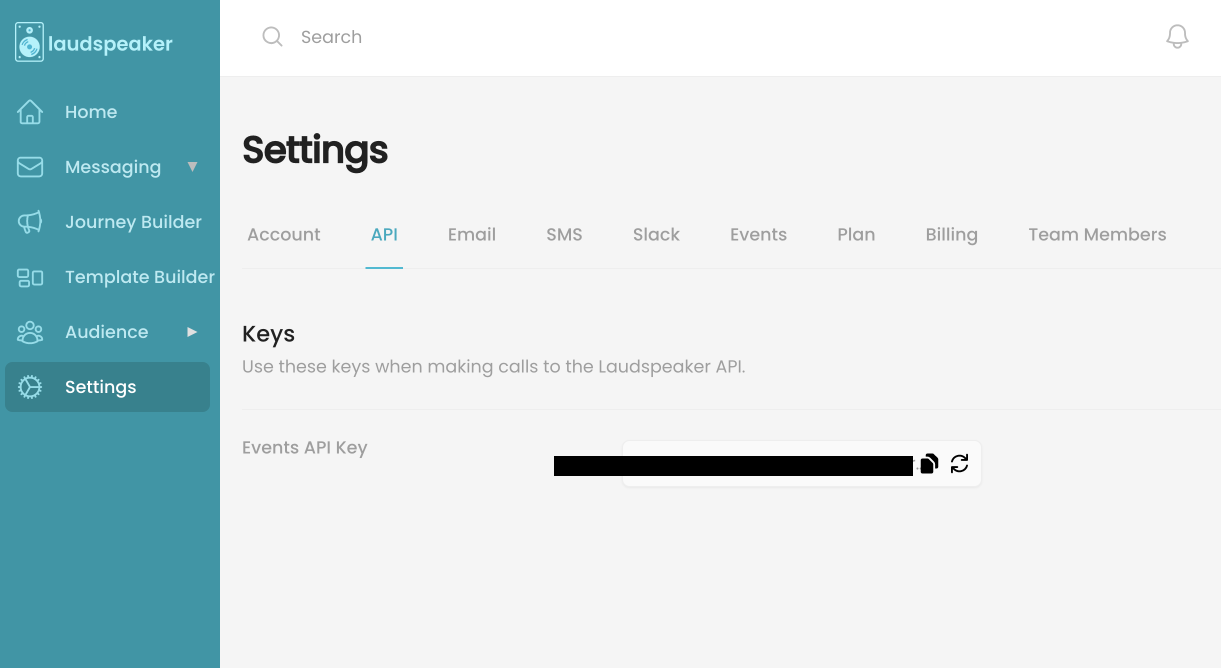 laudspeaker
Search
Home
Messaging
Journey Builder
Template Builder
Audience
Settings
Settings
Account API Email SMS Slack Events Plan Billing Team Members
Keys
Use these keys when making calls to the Laudspeaker API.
Events API Key